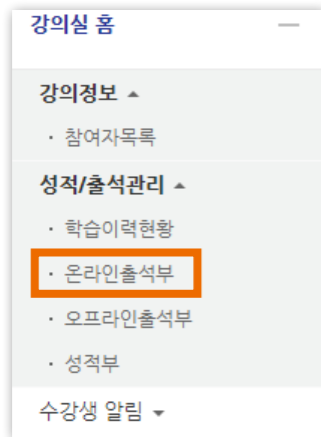 강의실 홈 —
강의정보 ▲
· 참여자목록
성적/출석관리 ▲
· 학습이력현황
· 온라인출석부
· 오프라인출석부
· 성적부
수강생 알림 ▼